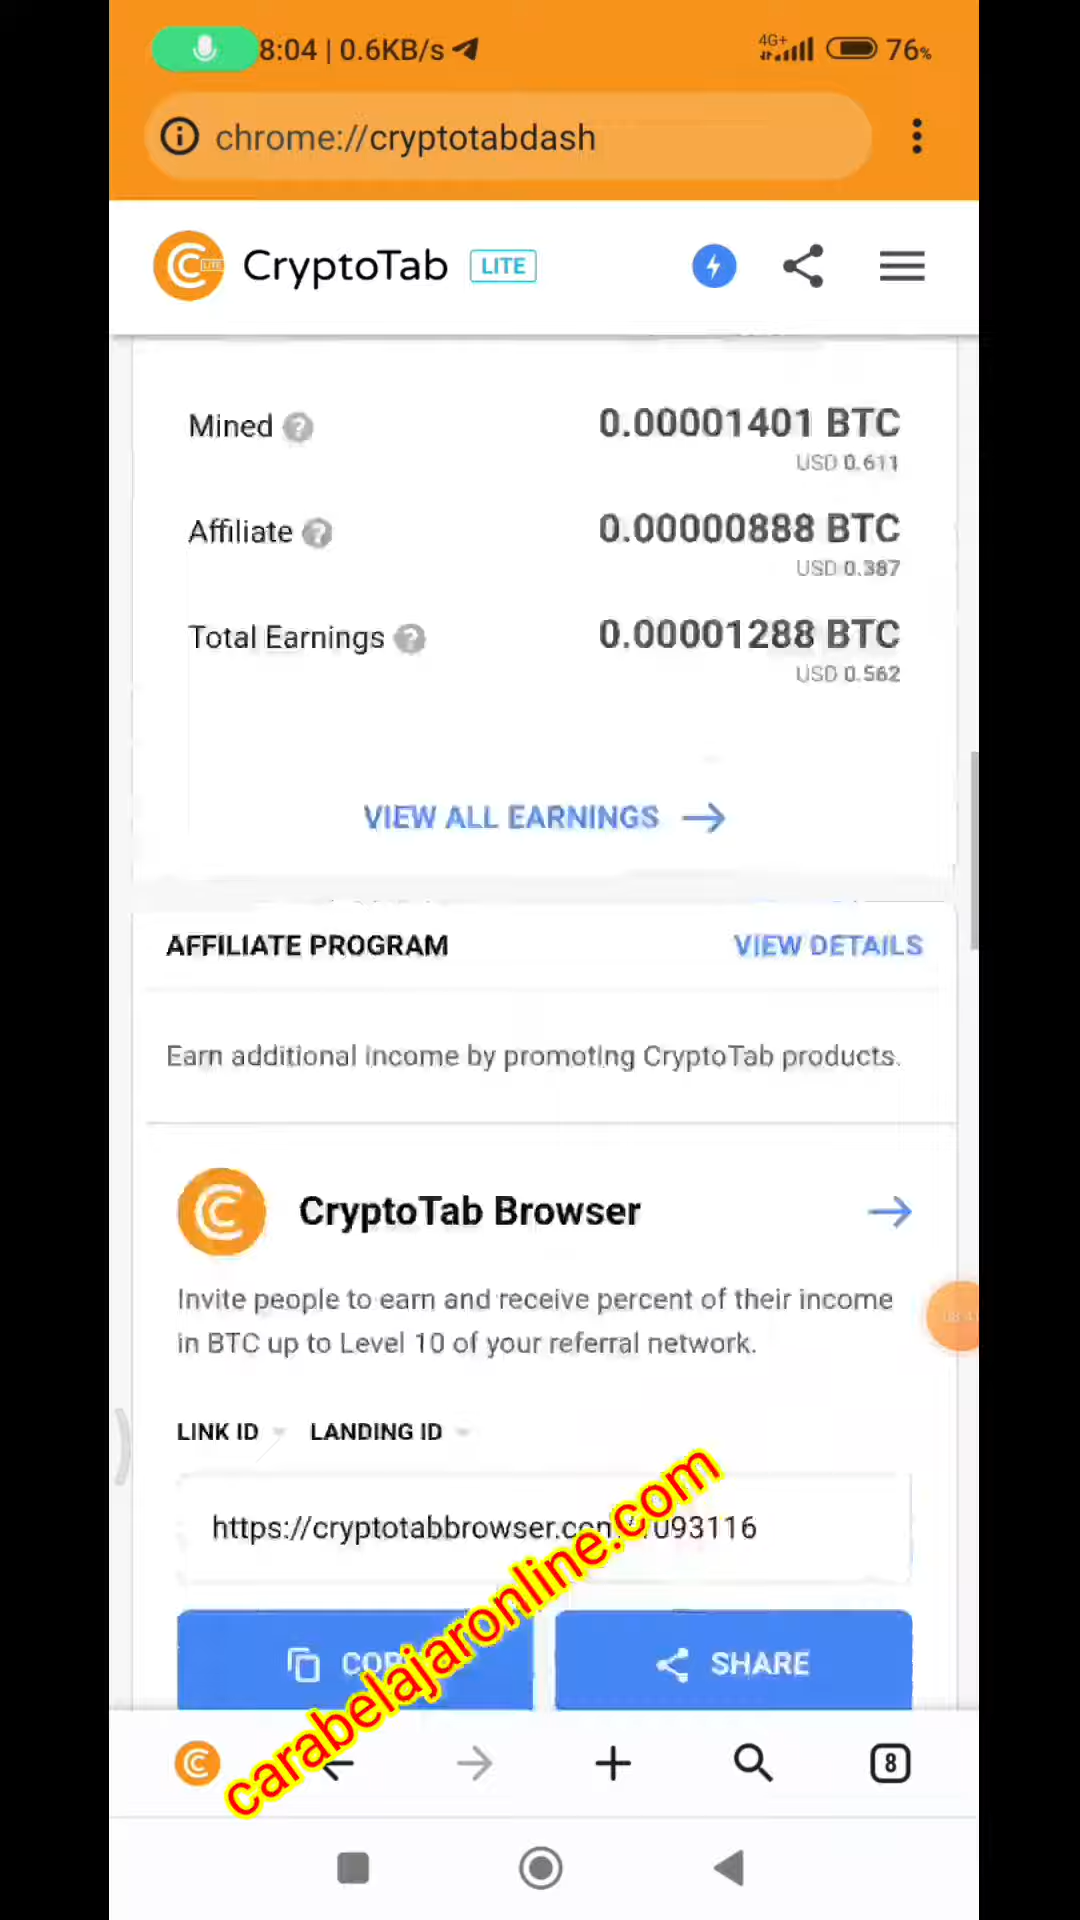 8:04 | 0.6KB/s 4G+ 76%
chrome://cryptotabdash
CryptoTab LITE
Mined 0.00001401 BTC
USD 0.611
Affiliate 0.00000888 BTC
USD 0.387
Total Earnings 0.00001288 BTC
USD 0.562
VIEW ALL EARNINGS
AFFILIATE PROGRAM VIEW DETAILS
Earn additional income by promoting CryptoTab products.
CryptoTab Browser
Invite people to earn and receive percent of their income
in BTC up to Level 10 of your referral network.
LINK ID LANDING ID
SHARE
carabelajaronline.com
8